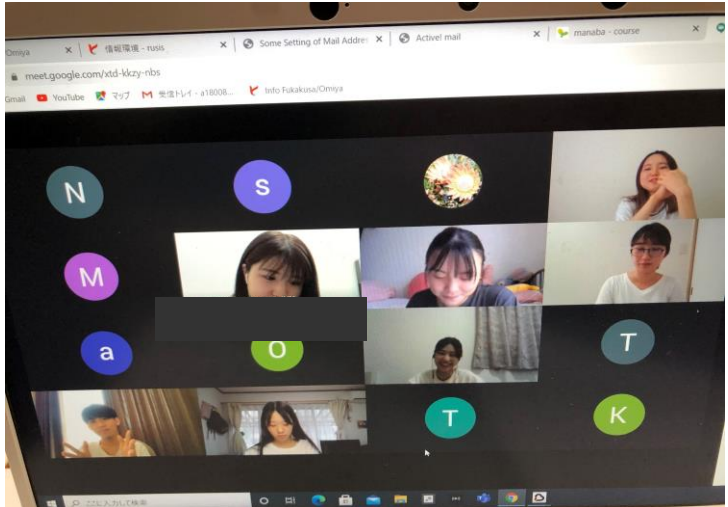 Omiya
情報環境 - rusis
Some Setting of Mail Addre
Active! mail
manaba - course
meet.google.com/xtd-kkzy-nbs
Gmail
YouTube
マップ
受信トレイ - a18008...
Info Fukakusa/Omiya
N
S
M
a
O
T
T
K
ここに入力して検索